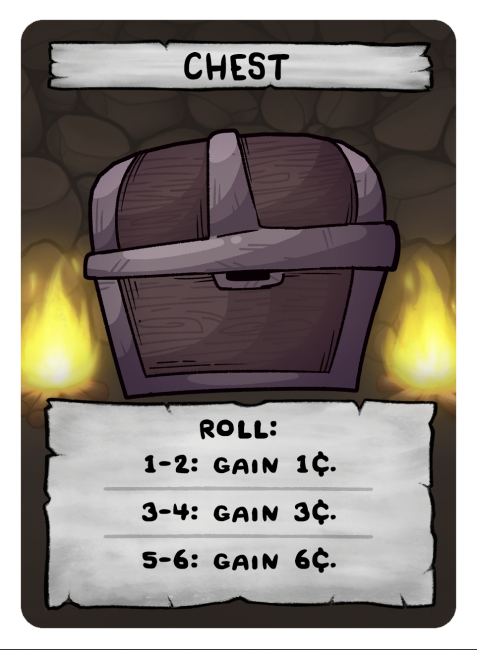 CHEST
ROLL:
1-2: GAIN 1¢.
3-4: GAIN 3¢.
5-6: GAIN 6¢.